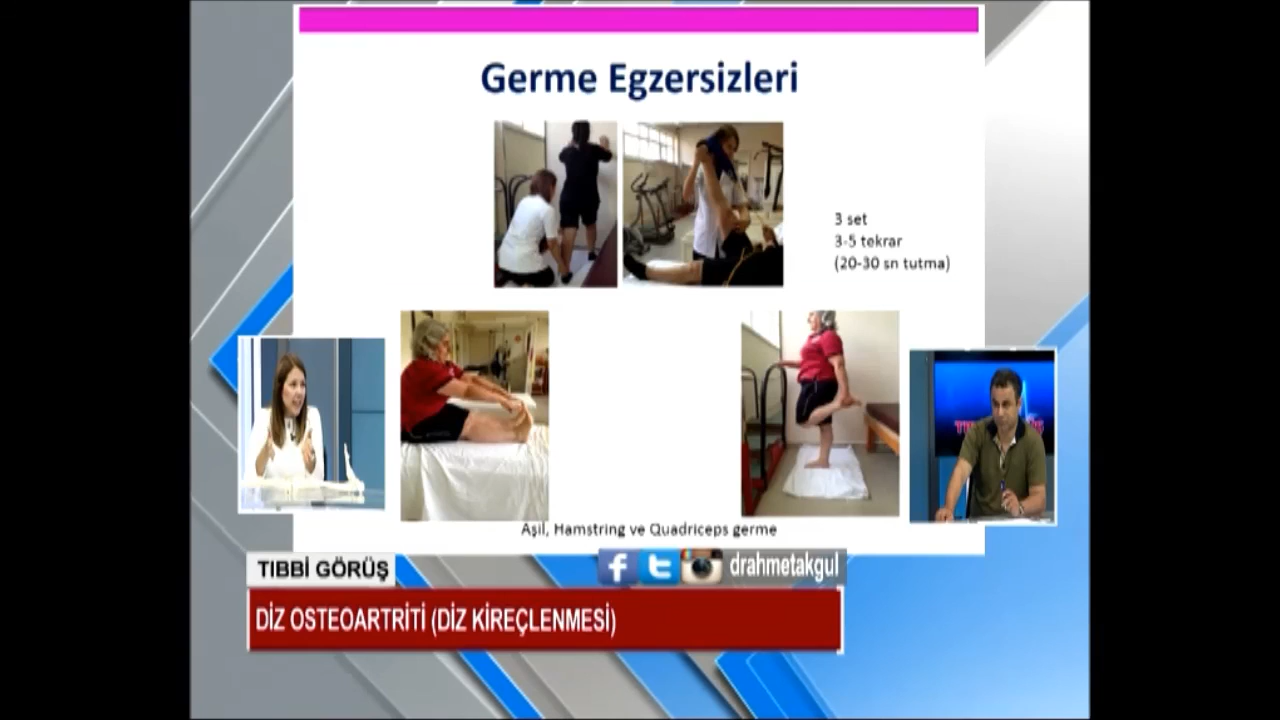 Germe Egzersizleri
3 set
3-5 tekrar
(20-30 sn tutma)
Aşil, Hamstring ve Quadriceps germe
TIBBİ GÖRÜŞ
drahmetakgul
DİZ OSTEOARTRİTİ (DİZ KİREÇLENMESİ)